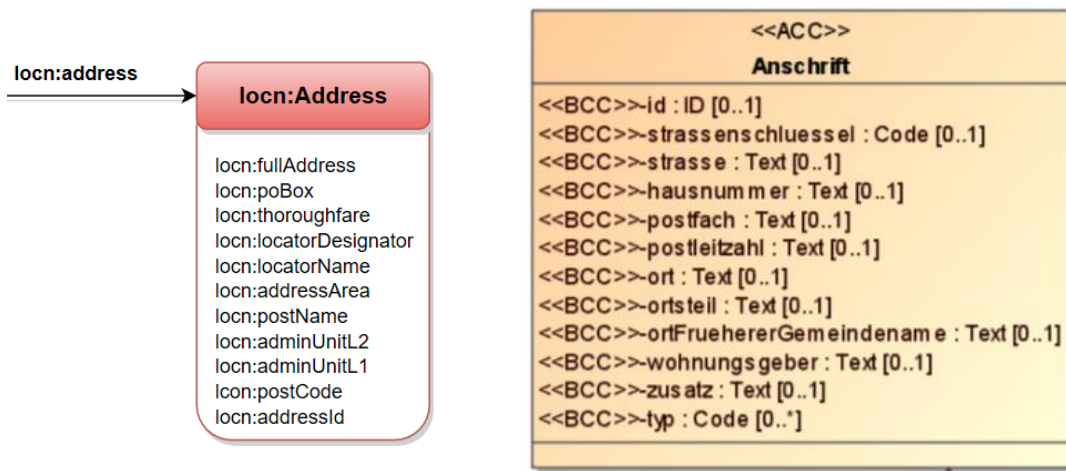 locn:address
locn:Address
locn:fullAddress
locn:poBox
locn:thoroughfare
locn:locatorDesignator
locn:locatorName
locn:addressArea
locn:postName
locn:adminUnitL2
locn:adminUnitL1
lcon:postCode
locn:addressId
<<ACC>>
Anschrift
<<BCC>>-id : ID [0..1]
<<BCC>>-strassenschluessel : Code [0..1]
<<BCC>>-strasse : Text [0..1]
<<BCC>>-hausnummer : Text [0..1]
<<BCC>>-postfach : Text [0..1]
<<BCC>>-postleitzahl : Text [0..1]
<<BCC>>-ort : Text [0..1]
<<BCC>>-ortsteil : Text [0..1]
<<BCC>>-ortFruehererGemeindename : Text [0..1]
<<BCC>>-wohnungsgeber : Text [0..1]
<<BCC>>-zusatz : Text [0..1]
<<BCC>>-typ : Code [0..*]